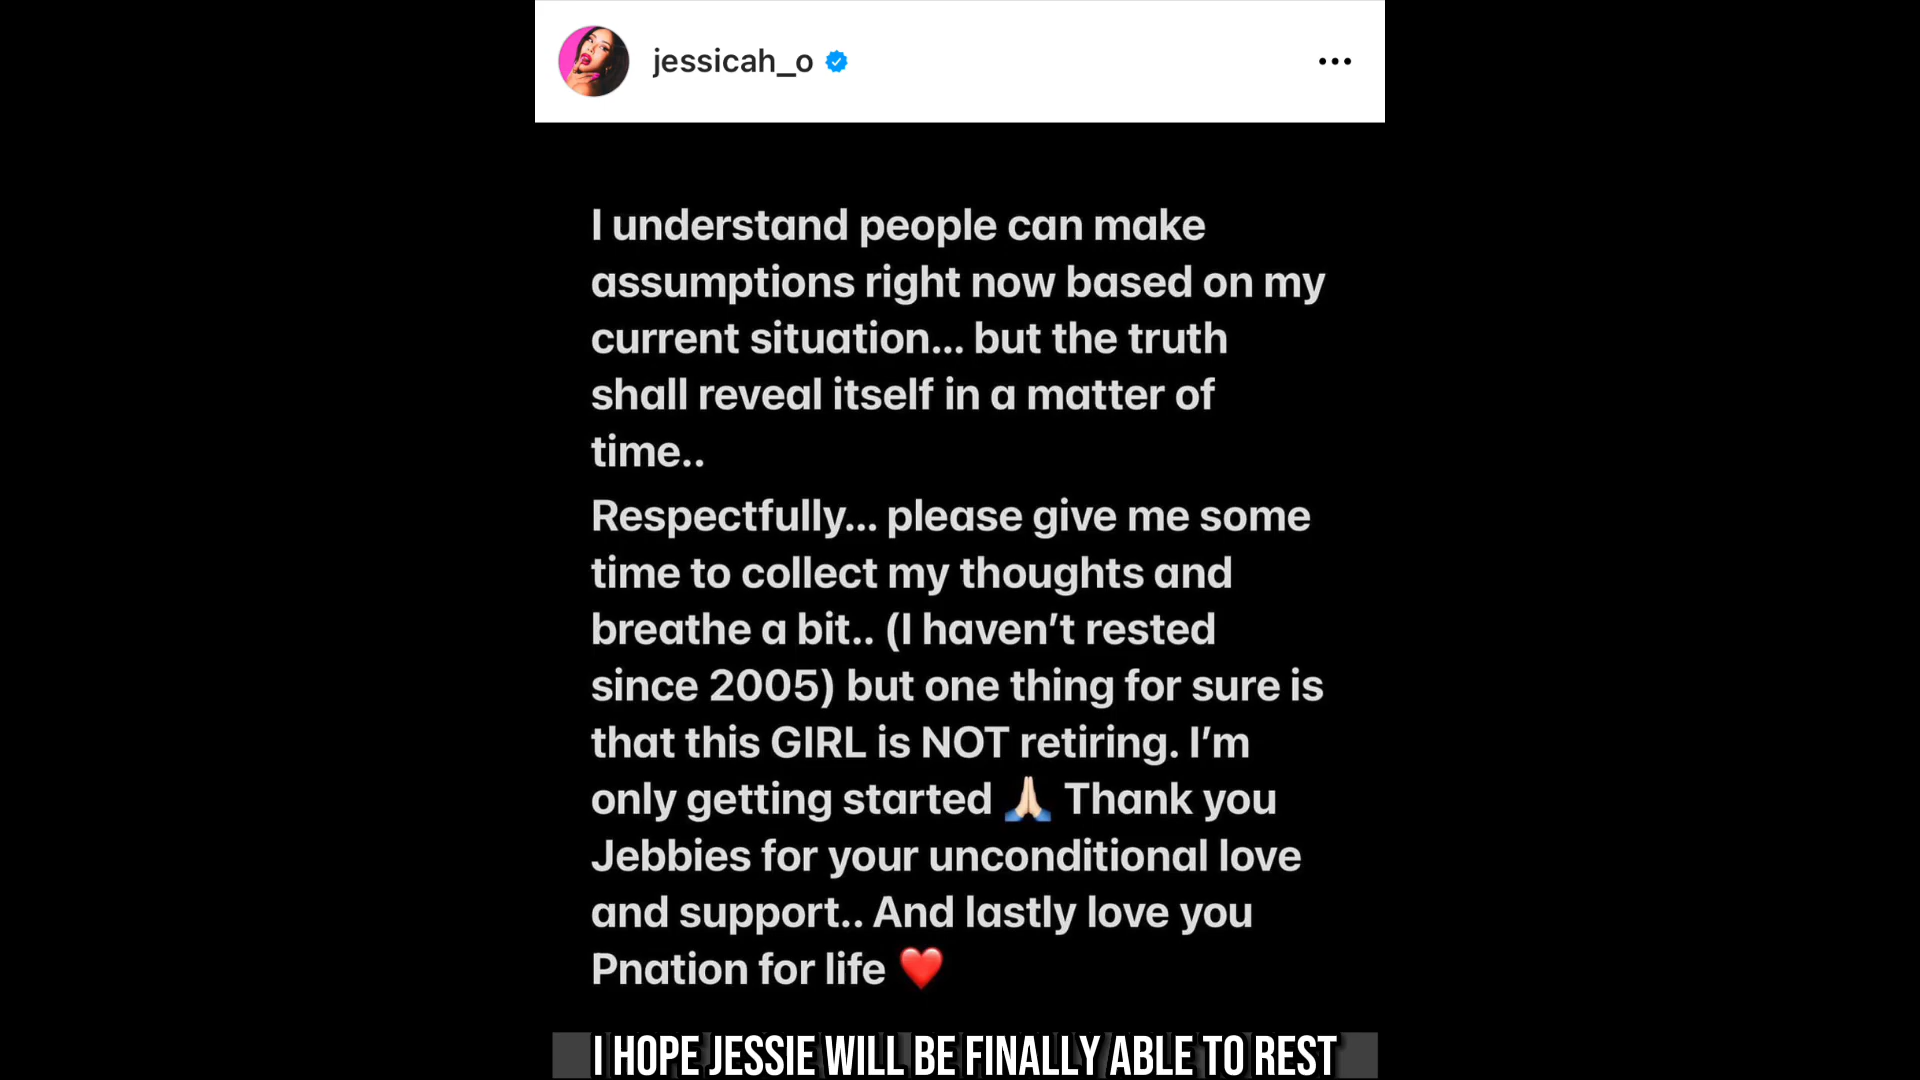 jessicah_o
I understand people can make
assumptions right now based on my
current situation... but the truth
shall reveal itself in a matter of
time..
Respectfully... please give me some
time to collect my thoughts and
breathe a bit.. (I haven’t rested
since 2005) but one thing for sure is
that this GIRL is NOT retiring. I’m
only getting started 🙏🏻 Thank you
Jebbies for your unconditional love
and support.. And lastly love you
Pnation for life ❤️
I HOPE JESSIE WILL BE FINALLY ABLE TO REST